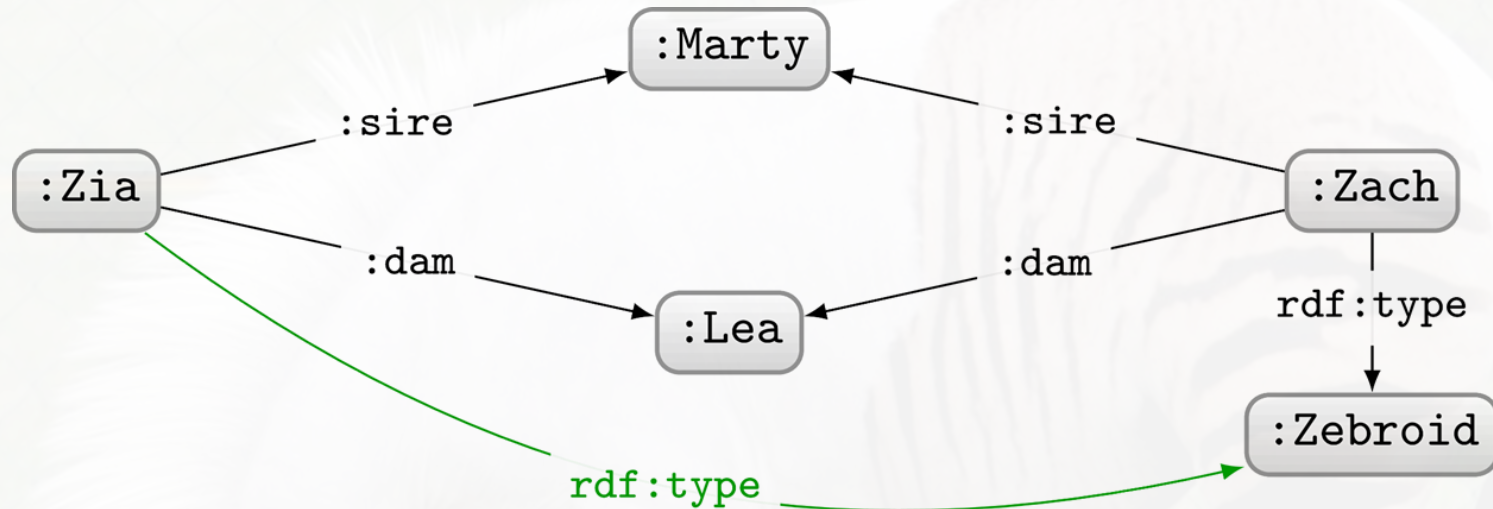 :Marty
:sire
:sire
:Zia
:Zach
:dam
:dam
rdf:type
:Lea
:Zebroid
rdf:type